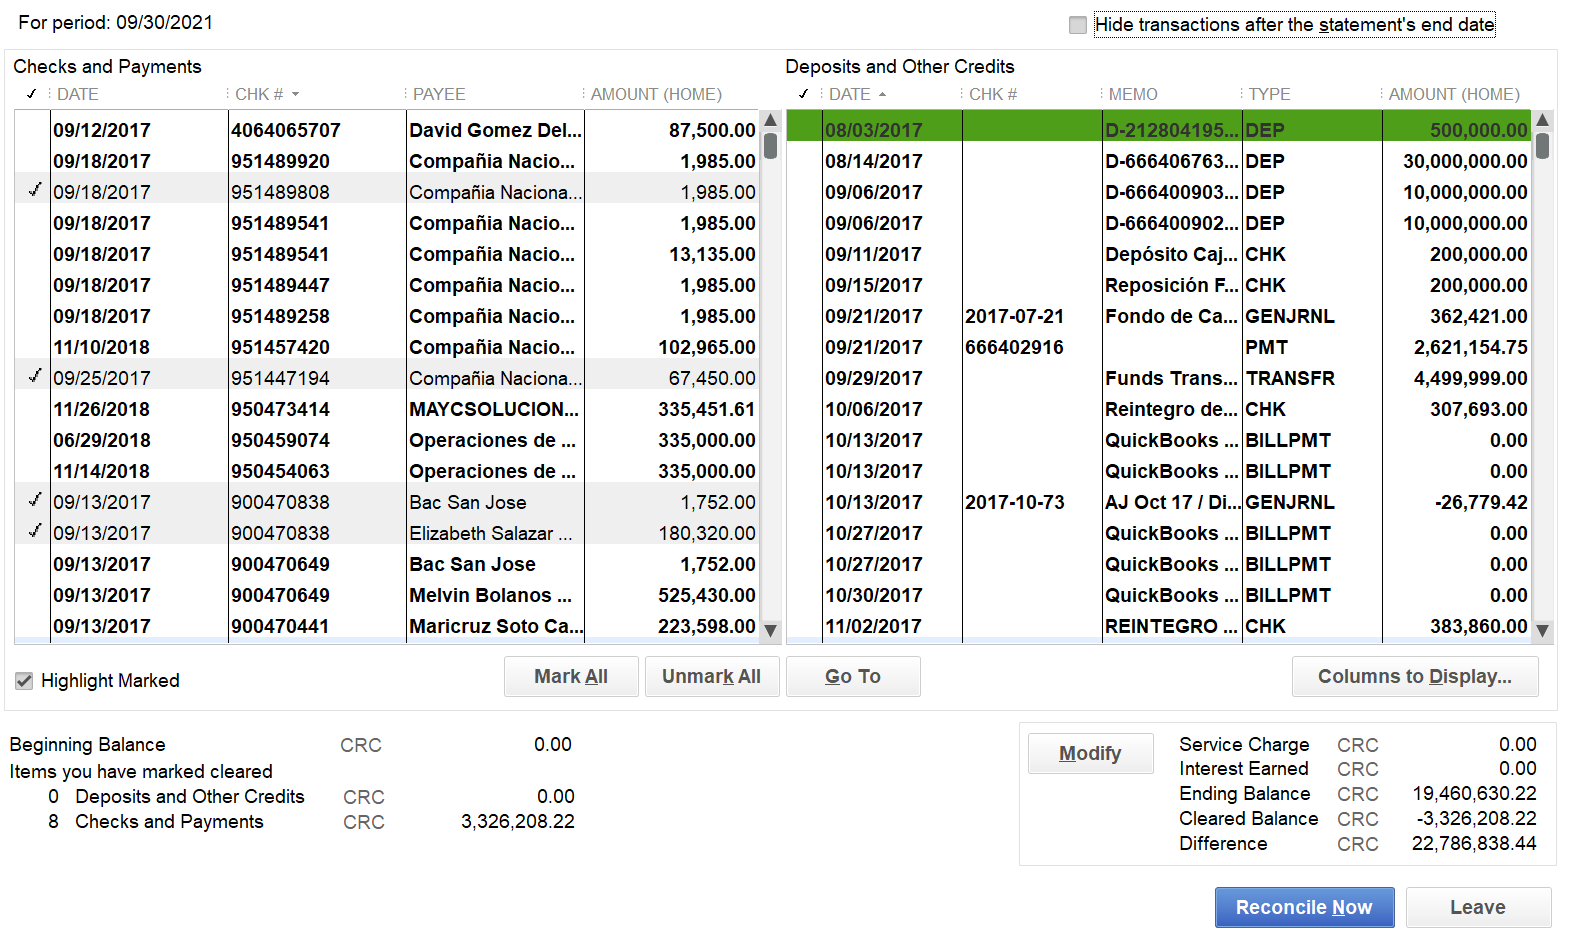 For period: 09/30/2021
Hide transactions after the statement's end date
Checks and Payments
✓ DATE CHK # PAYEE AMOUNT (HOME)
09/12/2017 4064065707 David Gomez Del... 87,500.00
09/18/2017 951489920 Compañia Nacio... 1,985.00
✓ 09/18/2017 951489808 Compañia Naciona... 1,985.00
09/18/2017 951489541 Compañia Nacio... 1,985.00
09/18/2017 951489541 Compañia Nacio... 13,135.00
09/18/2017 951489447 Compañia Nacio... 1,985.00
09/18/2017 951489258 Compañia Nacio... 1,985.00
11/10/2018 951457420 Compañia Nacio... 102,965.00
✓ 09/25/2017 951447194 Compañia Naciona... 67,450.00
11/26/2018 950473414 MAYCSOLUCION... 335,451.61
06/29/2018 950459074 Operaciones de ... 335,000.00
11/14/2018 950454063 Operaciones de ... 335,000.00
✓ 09/13/2017 900470838 Bac San Jose 1,752.00
✓ 09/13/2017 900470838 Elizabeth Salazar ... 180,320.00
09/13/2017 900470649 Bac San Jose 1,752.00
09/13/2017 900470649 Melvin Bolanos ... 525,430.00
09/13/2017 900470441 Maricruz Soto Ca... 223,598.00
Deposits and Other Credits
✓ DATE CHK # MEMO TYPE AMOUNT (HOME)
08/03/2017 D-212804195... DEP 500,000.00
08/14/2017 D-666406763... DEP 30,000,000.00
09/06/2017 D-666400903... DEP 10,000,000.00
09/06/2017 D-666400902... DEP 10,000,000.00
09/11/2017 Depósito Caj... CHK 200,000.00
09/15/2017 Reposición F... CHK 200,000.00
09/21/2017 2017-07-21 Fondo de Ca... GENJRNL 362,421.00
09/21/2017 666402916 PMT 2,621,154.75
09/29/2017 Funds Trans... TRANSFR 4,499,999.00
10/06/2017 Reintegro de... CHK 307,693.00
10/13/2017 QuickBooks ... BILLPMT 0.00
10/13/2017 QuickBooks ... BILLPMT 0.00
10/13/2017 2017-10-73 AJ Oct 17 / Di... GENJRNL -26,779.42
10/27/2017 QuickBooks ... BILLPMT 0.00
10/27/2017 QuickBooks ... BILLPMT 0.00
10/30/2017 QuickBooks ... BILLPMT 0.00
11/02/2017 REINTEGRO ... CHK 383,860.00
Highlight Marked
Mark All
Unmark All
Go To
Columns to Display...
Beginning Balance CRC 0.00
Items you have marked cleared
0 Deposits and Other Credits CRC 0.00
8 Checks and Payments CRC 3,326,208.22
Modify
Service Charge CRC 0.00
Interest Earned CRC 0.00
Ending Balance CRC 19,460,630.22
Cleared Balance CRC -3,326,208.22
Difference CRC 22,786,838.44
Reconcile Now
Leave